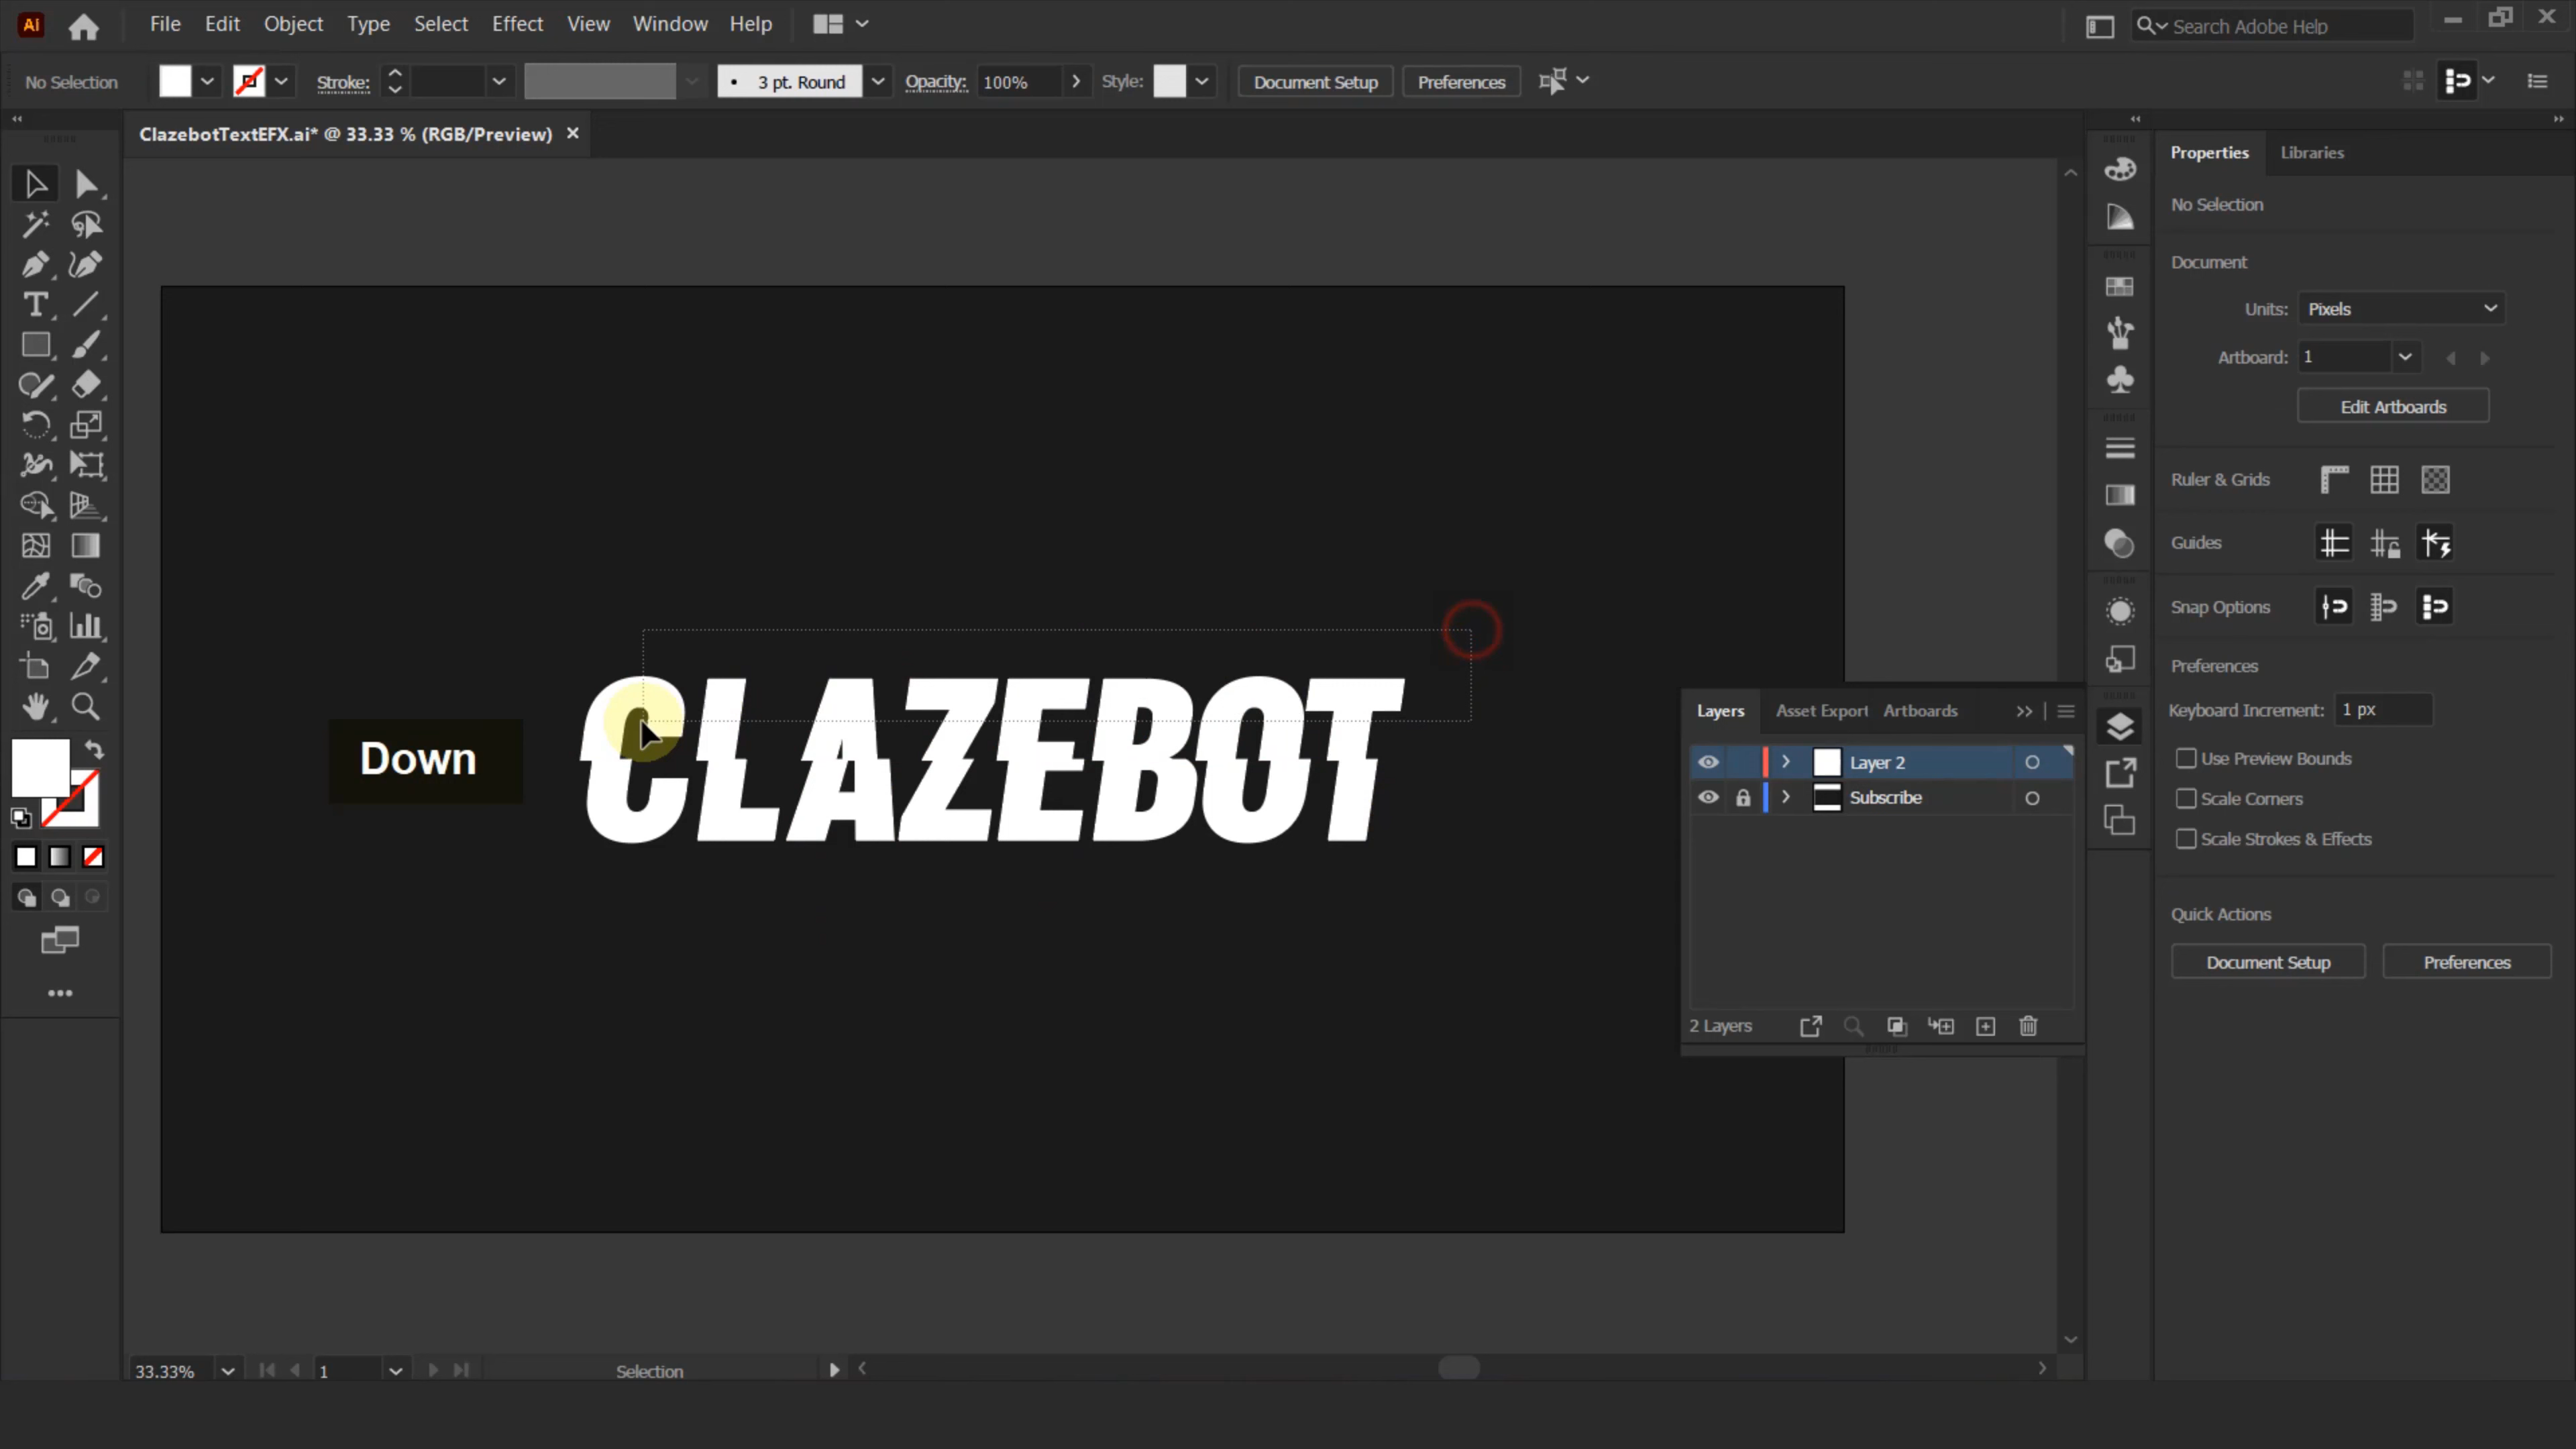 Ai File Edit Object Type Select Effect View Window Help Search Adobe Help
No Selection Stroke: 3 pt. Round Opacity: 100% Style: Document Setup Preferences
ClazebotTextEFX.ai* @ 33.33 % (RGB/Preview) ×
Properties Libraries
No Selection
Document
Units: Pixels
Artboard: 1
Edit Artboards
Ruler & Grids
Guides
Snap Options
Preferences
Keyboard Increment: 1 px
Use Preview Bounds
Scale Corners
Scale Strokes & Effects
Quick Actions
Document Setup Preferences
CLAZEBOT
Down
Layers Asset Export Artboards
Layer 2
Subscribe
2 Layers
33.33% 1 Selection